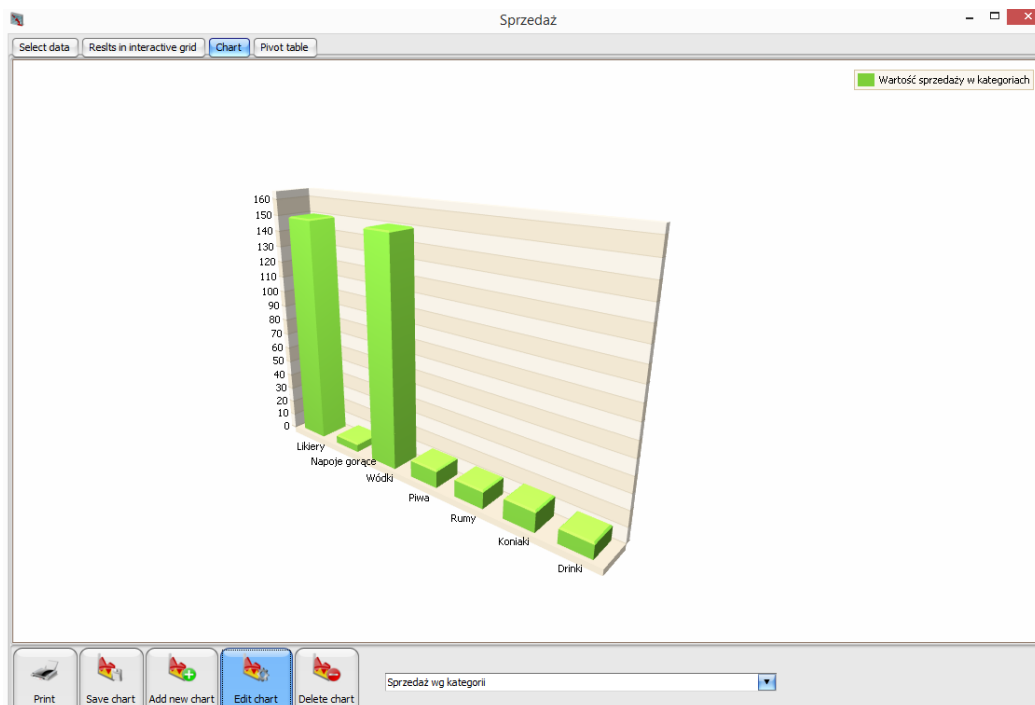 Sprzedaż
Select data
Reslts in interactive grid
Chart
Pivot table
Wartość sprzedaży w kategoriach
160
150
140
130
120
110
100
90
80
70
60
50
40
30
20
10
0
Likiery
Napoje gorące
Wódki
Piwa
Rumy
Koniaki
Drinki
Print
Save chart
Add new chart
Edit chart
Delete chart
Sprzedaż wg kategorii